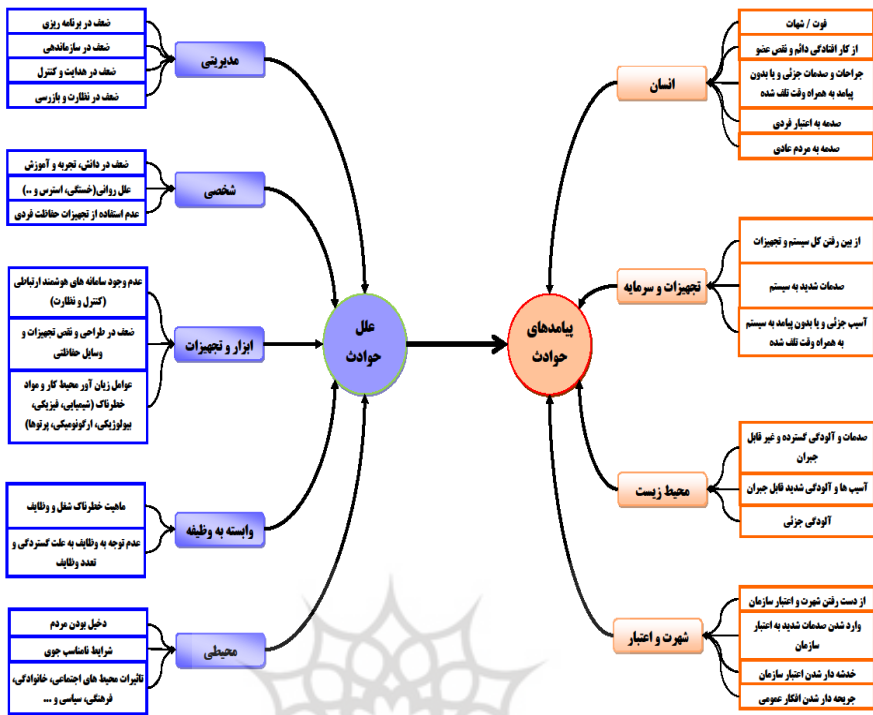 فوت / شهات
از کار افتادگی دائم و نقص عضو
جراحات و صدمات جزئی و یا بدون
پیامد به همراه وقت تلف شده
صدمه به اعتبار فردی
صدمه به مردم عادی
انسان
از بین رفتن کل سیستم و تجهیزات
صدمات شدید به سیستم
آسیب جزئی و یا بدون پیامد به سیستم
به همراه وقت تلف شده
تجهیزات و سرمایه
صدمات و آلودگی گسترده و غیر قابل
جبران
آسیب ها و آلودگی شدید قابل جبران
آلودگی جزئی
محیط زیست
از دست رفتن شهرت و اعتبار سازمان
وارد شدن صدمات شدید به اعتبار
سازمان
خدشه دار شدن اعتبار سازمان
جریحه دار شدن افکار عمومی
شهرت و اعتبار
پیامدهای
حوادث
علل
حوادث
مدیریتی
ضعف در برنامه ریزی
ضعف در سازماندهی
ضعف در هدایت و کنترل
ضعف در نظارت و بازرسی
شخصی
ضعف در دانش، تجربه و آموزش
علل روانی(خستگی، استرس و ..)
عدم استفاده از تجهیزات حفاظت فردی
ابزار و تجهیزات
عدم وجود سامانه های هوشمند ارتباطی
(کنترل و نظارت)
ضعف در طراحی و نقص تجهیزات و
وسایل حفاظتی
عوامل زیان آور محیط کار و مواد
خطرناک (شیمیایی، فیزیکی،
بیولوژیکی، ارگونومیکی، پرتوها)
وابسته به وظیفه
ماهیت خطرناک شغل و وظایف
عدم توجه به وظایف به علت گستردگی و
تعدد وظایف
محیطی
دخیل بودن مردم
شرایط نامناسب جوی
تاثیرات محیط های اجتماعی، خانوادگی،
فرهنگی، سیاسی و ...